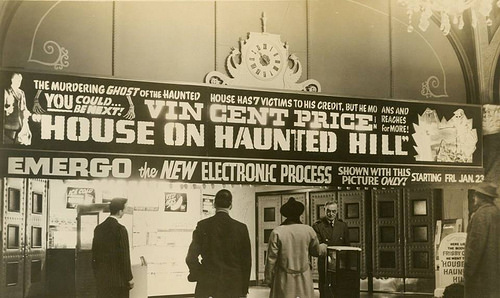 THE MURDERING GHOST OF THE HAUNTED HOUSE HAS 7 VICTIMS TO HIS CREDIT, BUT HE MOANS AND
YOU COULD... BE NEXT!
REACHES FOR MORE!
VINCENT PRICE
"HOUSE ON HAUNTED HILL"
EMERGO the NEW ELECTRONIC PROCESS SHOWN WITH THIS PICTURE ONLY! STARTING FRI. JAN. 23
HOUSE
HAUN